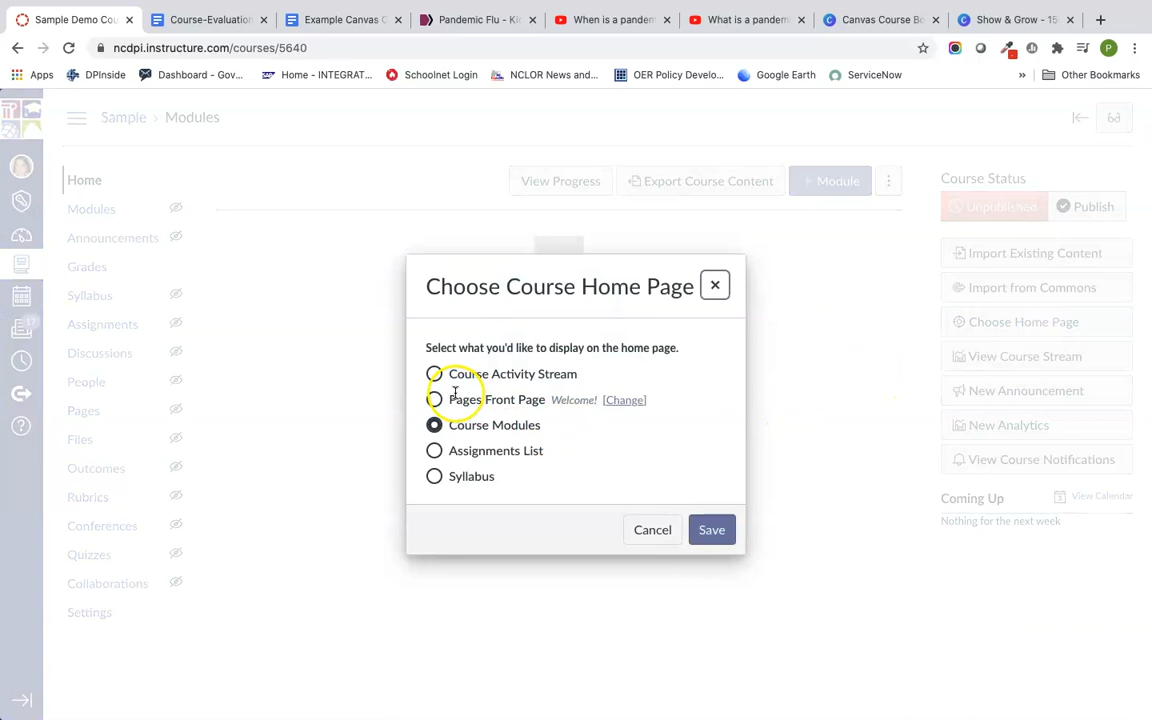 Sample Demo Cou
Course-Evaluation
Example Canvas C
Pandemic Flu - Kid
When is a pandem
What is a pandemi
Canvas Course Bo
Show & Grow - 15
ncdpi.instructure.com/courses/5640
P
Apps
DPInside
Dashboard - Gov...
Home - INTEGRAT...
Schoolnet Login
NCLOR News and...
OER Policy Develo...
Google Earth
ServiceNow
»
Other Bookmarks
Sample > Modules
Home
View Progress
Export Course Content
+ Module
Course Status
Unpublished
Publish
Modules
Announcements
Grades
Syllabus
Assignments
Discussions
People
Pages
Files
Outcomes
Rubrics
Conferences
Quizzes
Collaborations
Settings
17
Choose Course Home Page
Select what you'd like to display on the home page.
Course Activity Stream
Pages Front Page Welcome! [Change]
Course Modules
Assignments List
Syllabus
Cancel
Save
Import Existing Content
Import from Commons
Choose Home Page
View Course Stream
New Announcement
New Analytics
View Course Notifications
Coming Up
View Calendar
Nothing for the next week